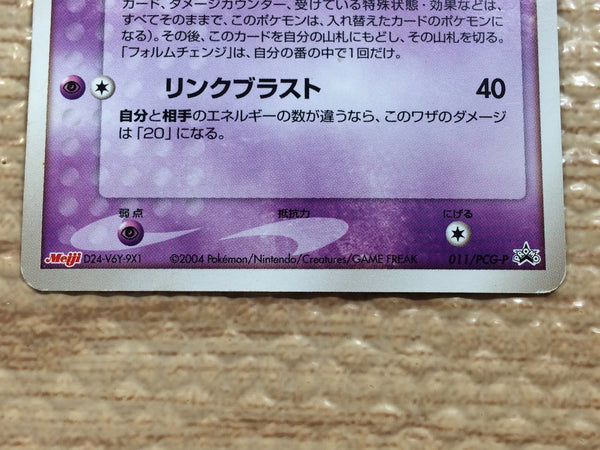 カード、ダメージカウンター、受けている特殊状態・効果などは、
すべてそのままで、このポケモンは、入れ替えたカードのポケモンに
なる)。その後、このカードを自分の山札にもどし、その山札を切る。
「フォルムチェンジ」は、自分の番の中で1回だけ。
リンクブラスト 40
自分と相手のエネルギーの数が違うなら、このワザのダメージ
は「20」になる。
弱点 抵抗力 にげる
Meiji D24-V6Y-9X1 ©2004 Pokémon/Nintendo/Creatures/GAME FREAK 011/PCG-P